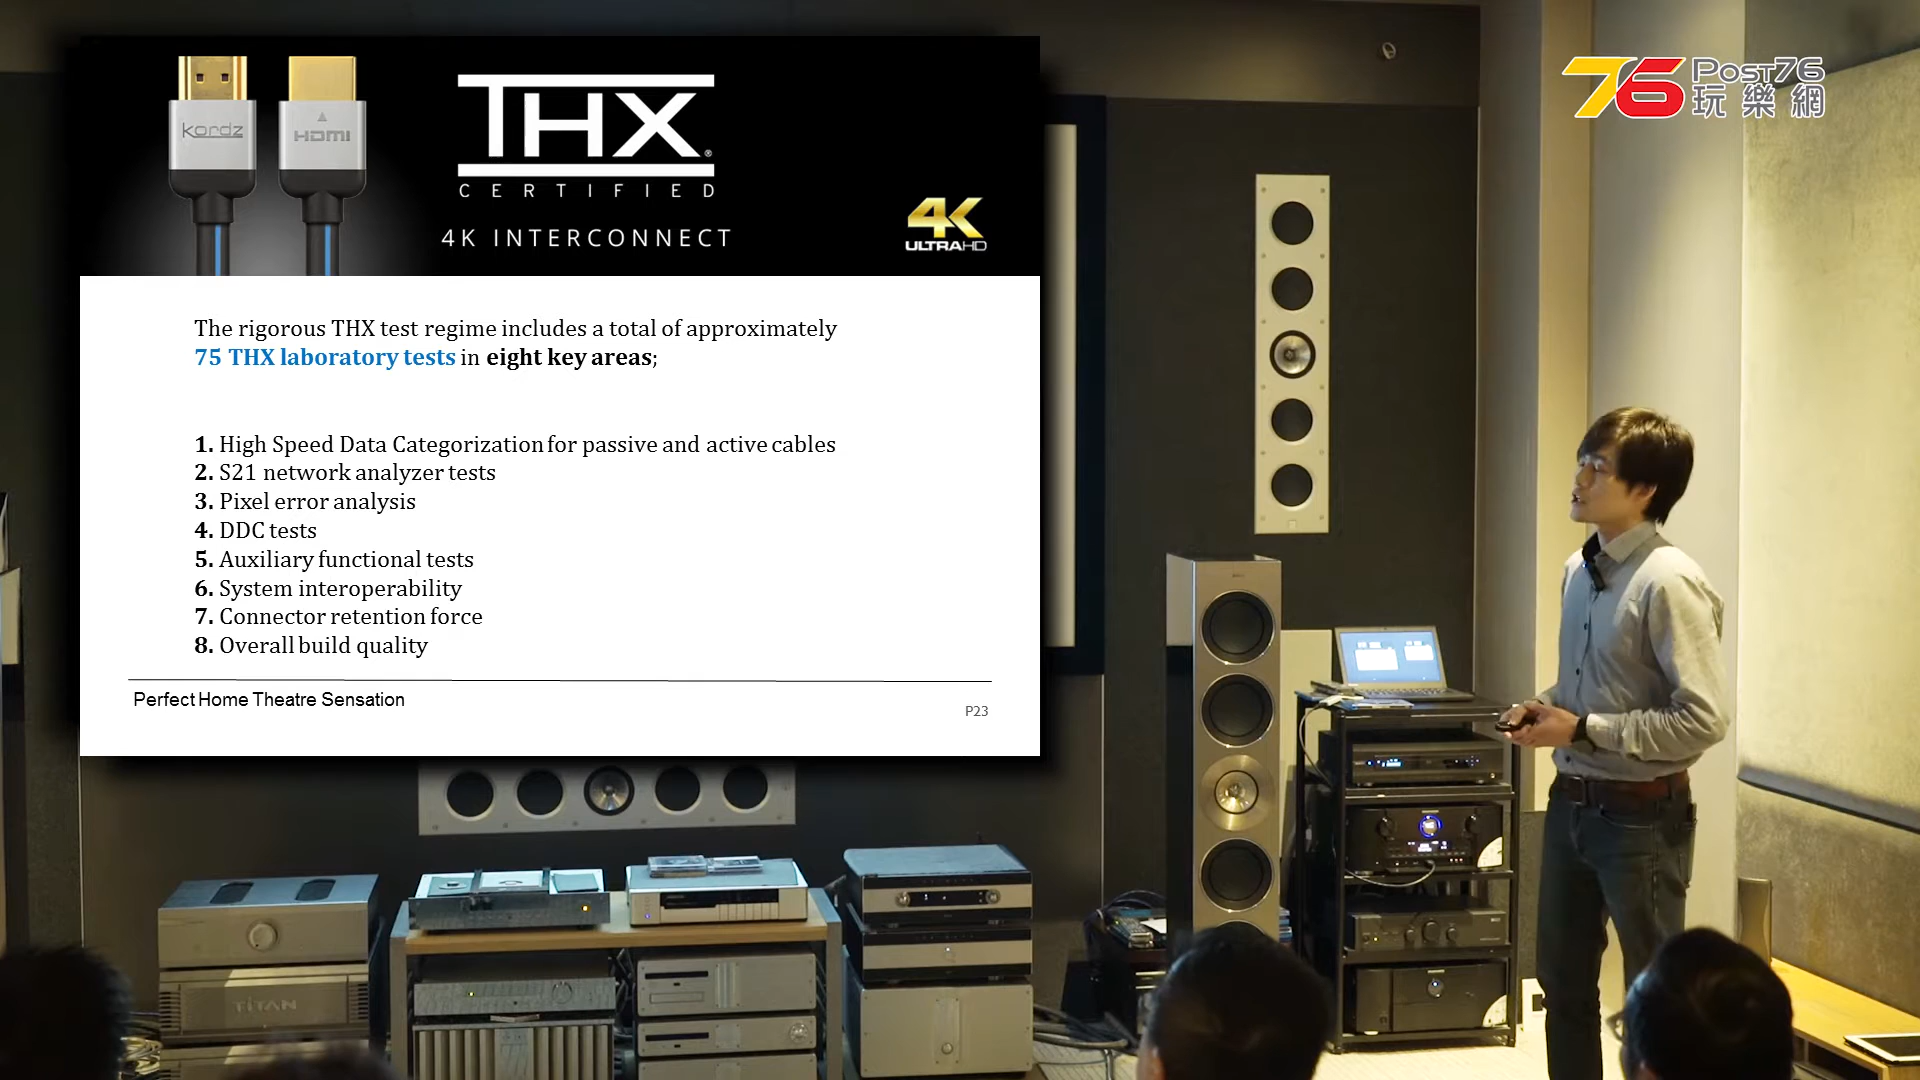 kordz
HDMI
THX
CERTIFIED
4K INTERCONNECT
4K
ULTRAHD
76 Post76
玩樂網
The rigorous THX test regime includes a total of approximately
75 THX laboratory tests in eight key areas;
1. High Speed Data Categorization for passive and active cables
2. S21 network analyzer tests
3. Pixel error analysis
4. DDC tests
5. Auxiliary functional tests
6. System interoperability
7. Connector retention force
8. Overall build quality
Perfect Home Theatre Sensation
P23
TITAN